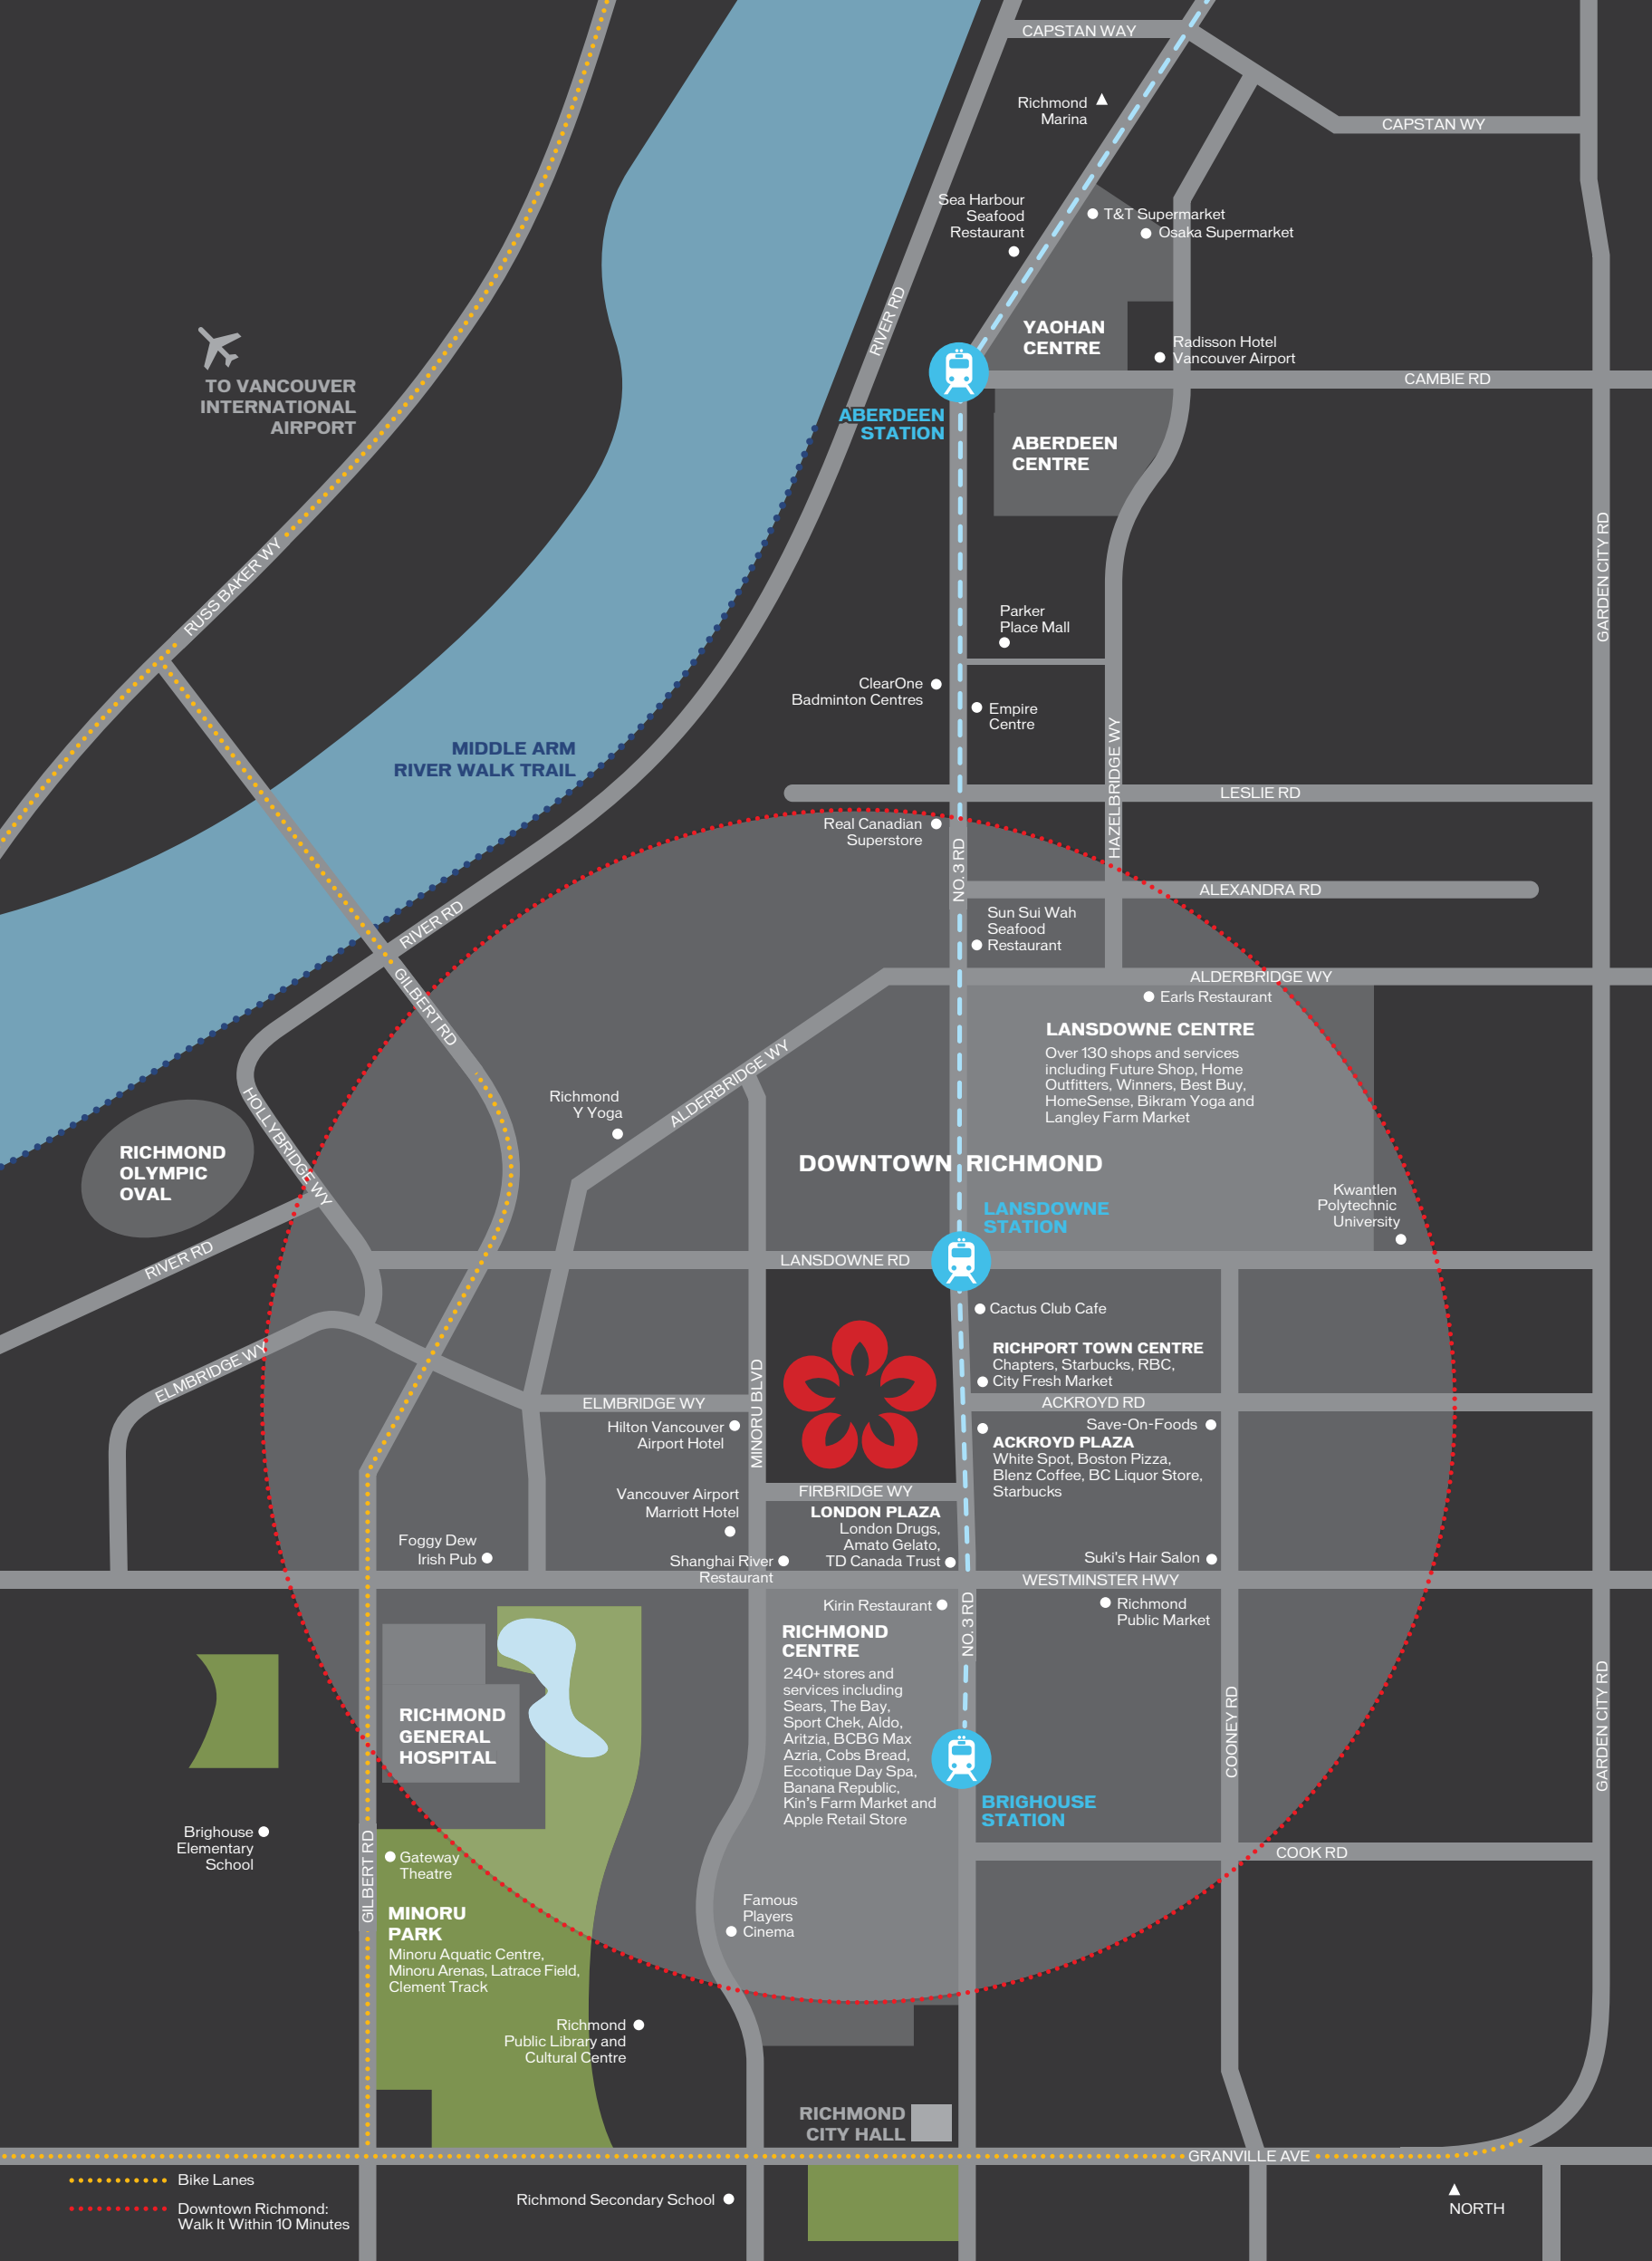 CAPSTAN WAY
Richmond
Marina
CAPSTAN WY
Sea Harbour
Seafood
Restaurant
T&T Supermarket
Osaka Supermarket
RIVER RD
YAOHAN
CENTRE
Radisson Hotel
Vancouver Airport
CAMBIE RD
TO VANCOUVER
INTERNATIONAL
AIRPORT
ABERDEEN
STATION
ABERDEEN
CENTRE
RUSS BAKER WY
GARDEN CITY RD
Parker
Place Mall
ClearOne
Badminton Centres
Empire
Centre
MIDDLE ARM
RIVER WALK TRAIL
HAZELBRIDGE WY
LESLIE RD
Real Canadian
Superstore
NO. 3 RD
ALEXANDRA RD
RIVER RD
Sun Sui Wah
Seafood
Restaurant
GILBERT RD
ALDERBRIDGE WY
Earls Restaurant
LANSDOWNE CENTRE
Over 130 shops and services
including Future Shop, Home
Outfitters, Winners, Best Buy,
HomeSense, Bikram Yoga and
Langley Farm Market
ALDERBRIDGE WY
Richmond
Y Yoga
HOLLYBRIDGE WY
RICHMOND
OLYMPIC
OVAL
DOWNTOWN RICHMOND
Kwantlen
Polytechnic
University
LANSDOWNE
STATION
RIVER RD
LANSDOWNE RD
Cactus Club Cafe
RICHPORT TOWN CENTRE
Chapters, Starbucks, RBC,
City Fresh Market
ELMBRIDGE WY
MINORU BLVD
ELMBRIDGE WY
ACKROYD RD
Hilton Vancouver
Airport Hotel
Save-On-Foods
ACKROYD PLAZA
White Spot, Boston Pizza,
Blenz Coffee, BC Liquor Store,
Starbucks
Vancouver Airport
Marriott Hotel
FIRBRIDGE WY
LONDON PLAZA
London Drugs,
Amato Gelato,
TD Canada Trust
Foggy Dew
Irish Pub
Shanghai River
Restaurant
Suki's Hair Salon
WESTMINSTER HWY
Kirin Restaurant
NO. 3 RD
Richmond
Public Market
RICHMOND
CENTRE
240+ stores and
services including
Sears, The Bay,
Sport Chek, Aldo,
Aritzia, BCBG Max
Azria, Cobs Bread,
Eccotique Day Spa,
Banana Republic,
Kin's Farm Market and
Apple Retail Store
RICHMOND
GENERAL
HOSPITAL
COONEY RD
GARDEN CITY RD
BRIGHOUSE
STATION
Brighouse
Elementary
School
GILBERT RD
Gateway
Theatre
COOK RD
MINORU
PARK
Minoru Aquatic Centre,
Minoru Arenas, Latrace Field,
Clement Track
Famous
Players
Cinema
Richmond
Public Library and
Cultural Centre
RICHMOND
CITY HALL
GRANVILLE AVE
Bike Lanes
Downtown Richmond:
Walk It Within 10 Minutes
Richmond Secondary School
NORTH